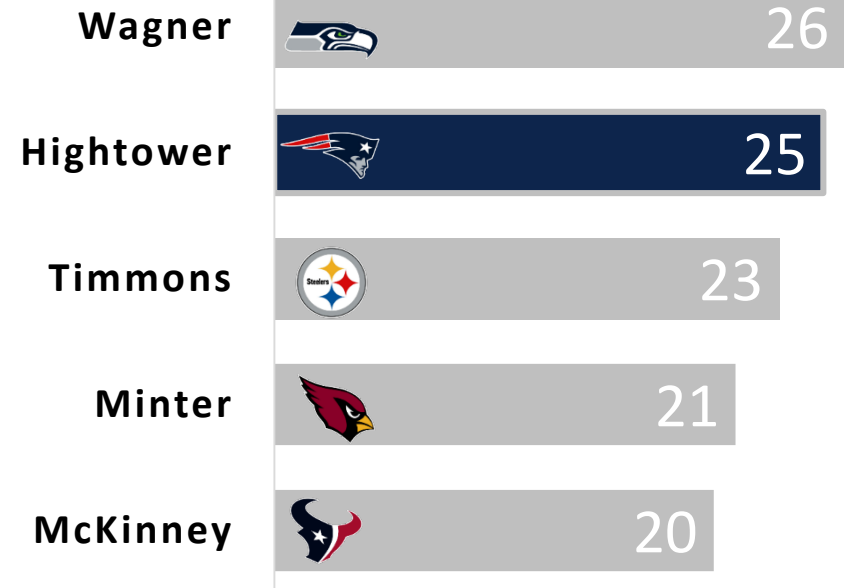 Wagner 26
Hightower 25
Timmons Steelers 23
Minter 21
McKinney 20